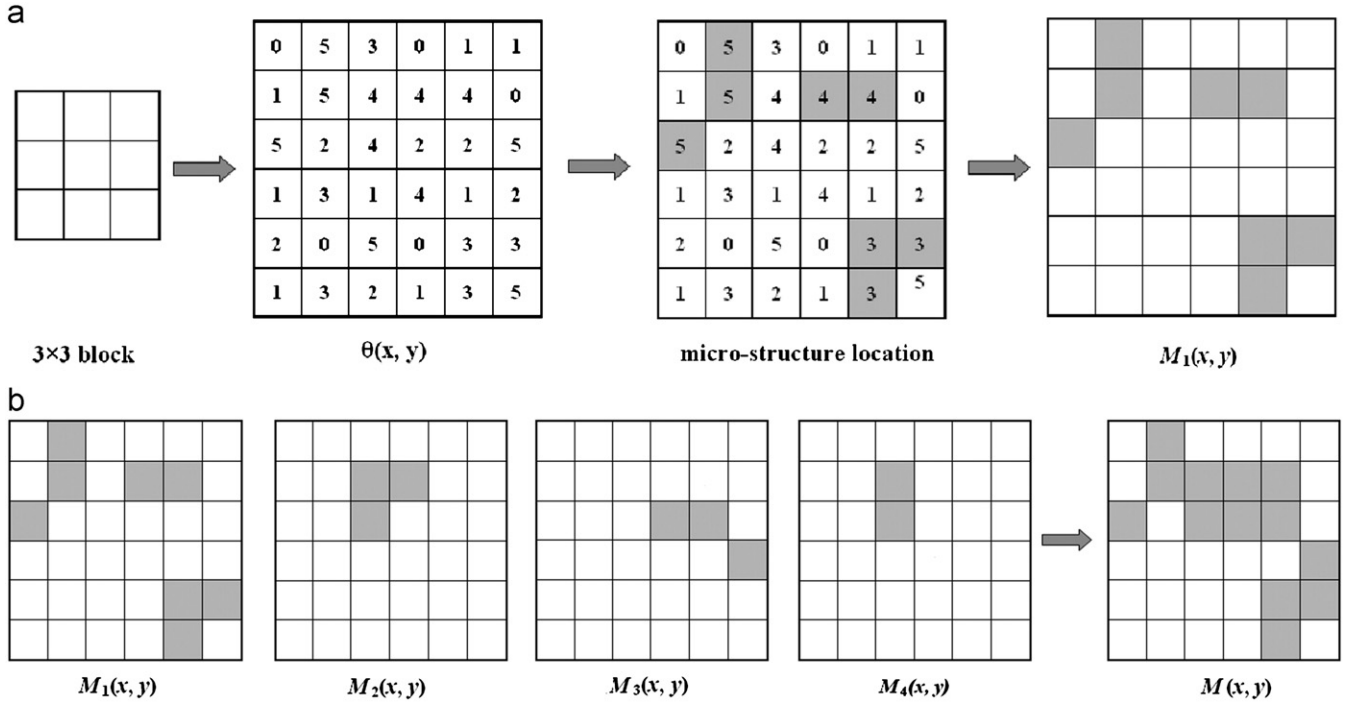 a
0 5 3 0 1 1
1 5 4 4 4 0
5 2 4 2 2 5
1 3 1 4 1 2
2 0 5 0 3 3
1 3 2 1 3 5
0 5 3 0 1 1
1 5 4 4 4 0
5 2 4 2 2 5
1 3 1 4 1 2
2 0 5 0 3 3
1 3 2 1 3 5
3×3 block
θ(x, y)
micro-structure location
M₁(x, y)
b
M₁(x, y)
M₂(x, y)
M₃(x, y)
M₄(x, y)
M(x, y)